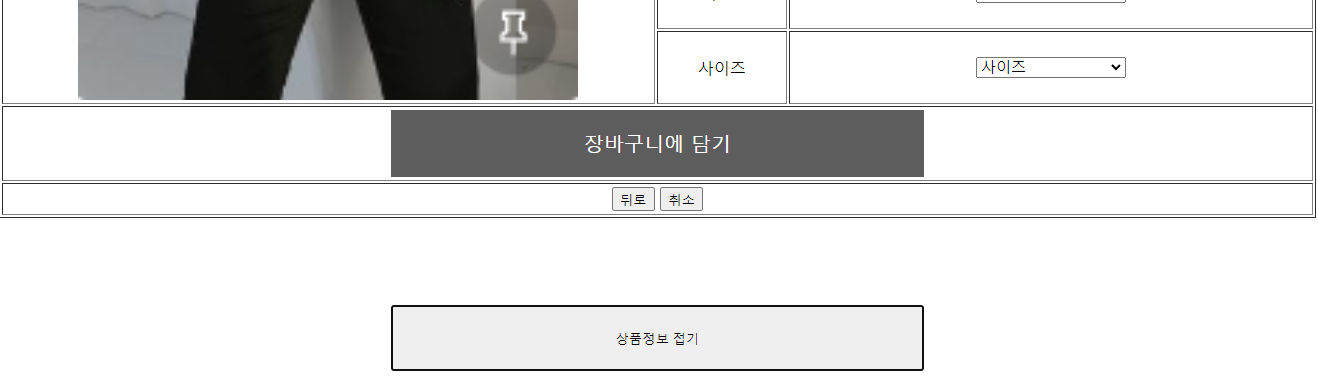 사이즈
사이즈
장바구니에 담기
뒤로 취소
상품정보 접기